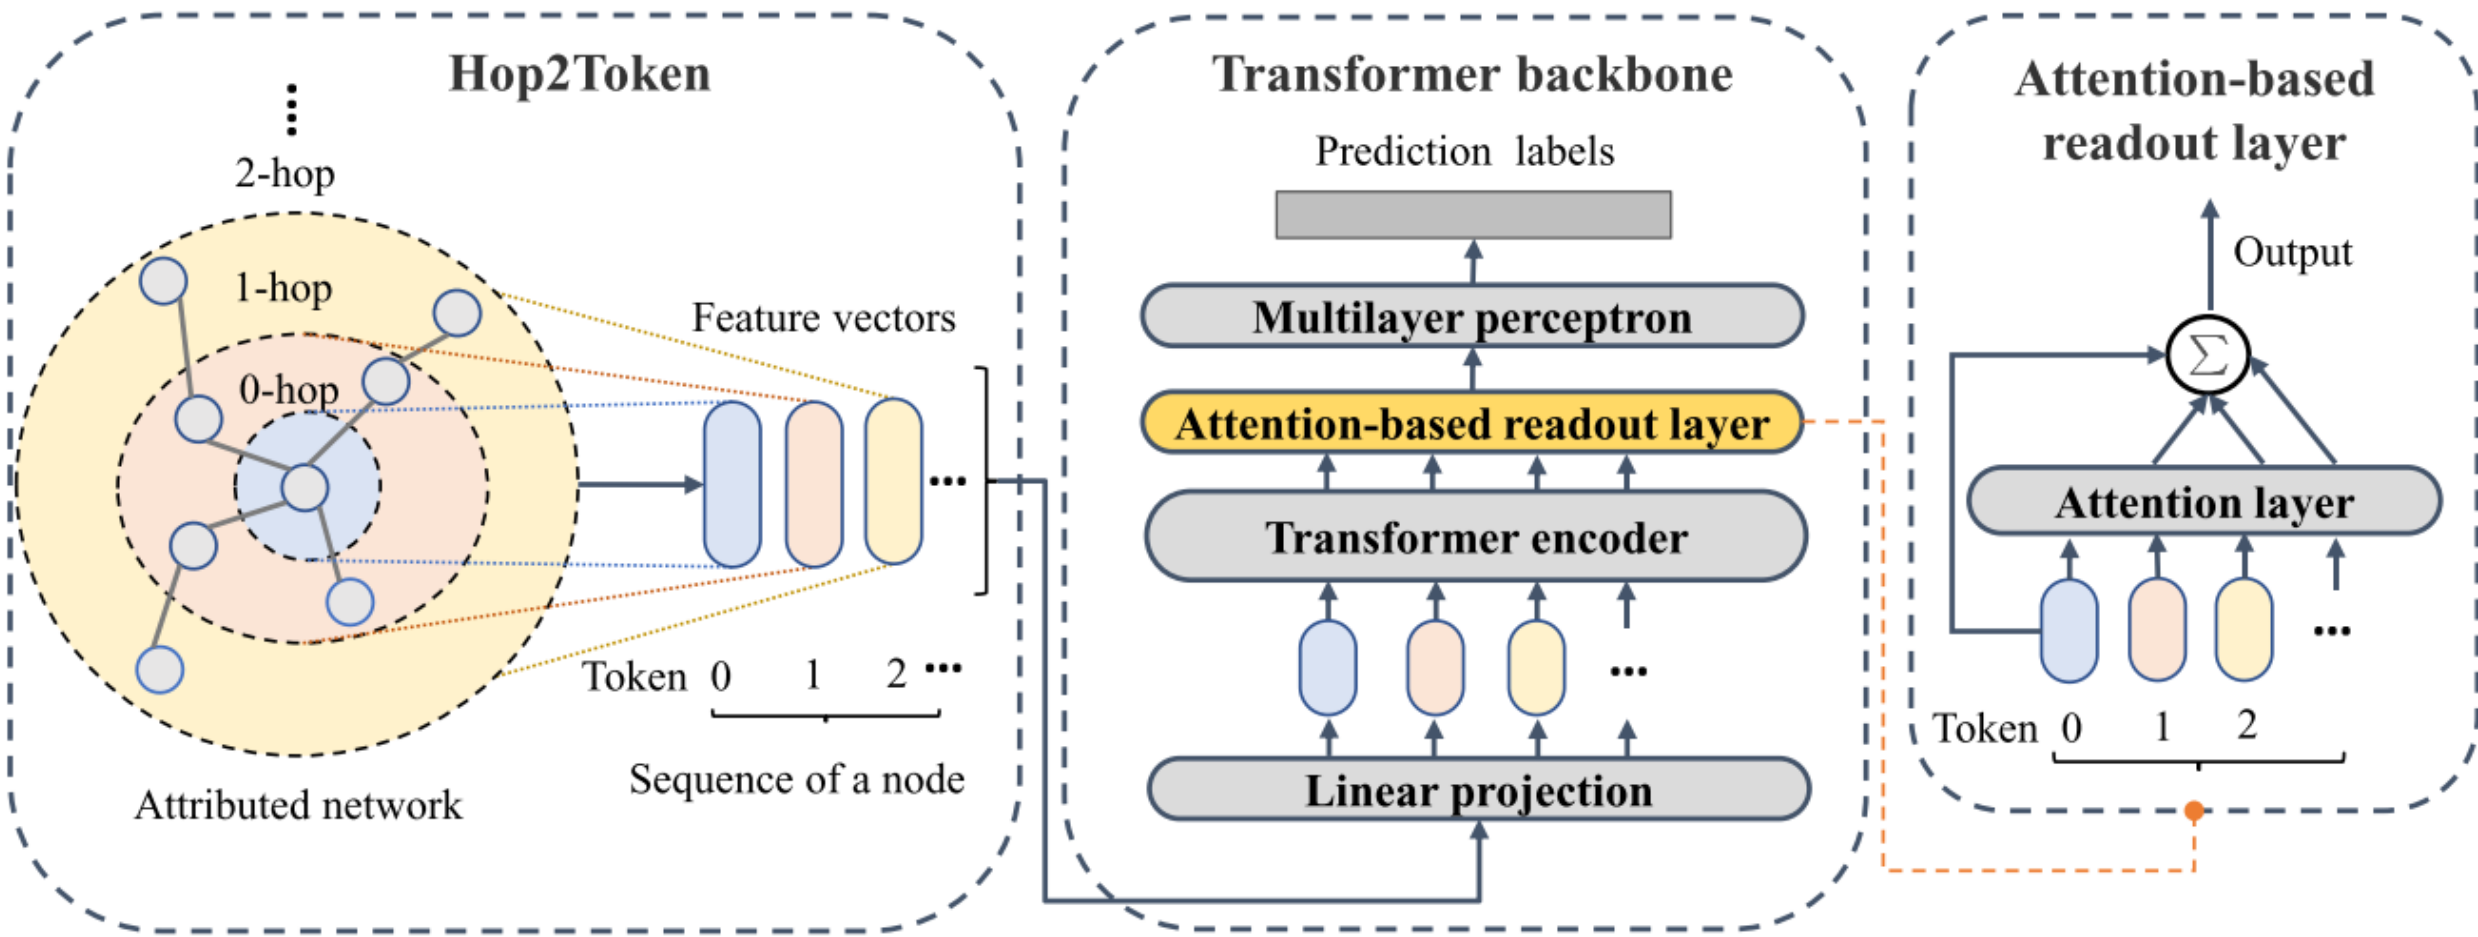 Hop2Token
2-hop
1-hop
0-hop
Feature vectors
...
Token 0 1 2 ...
Sequence of a node
Attributed network
Transformer backbone
Prediction labels
Multilayer perceptron
Attention-based readout layer
Transformer encoder
...
Linear projection
Attention-based
readout layer
Output
∑
Attention layer
...
Token 0 1 2